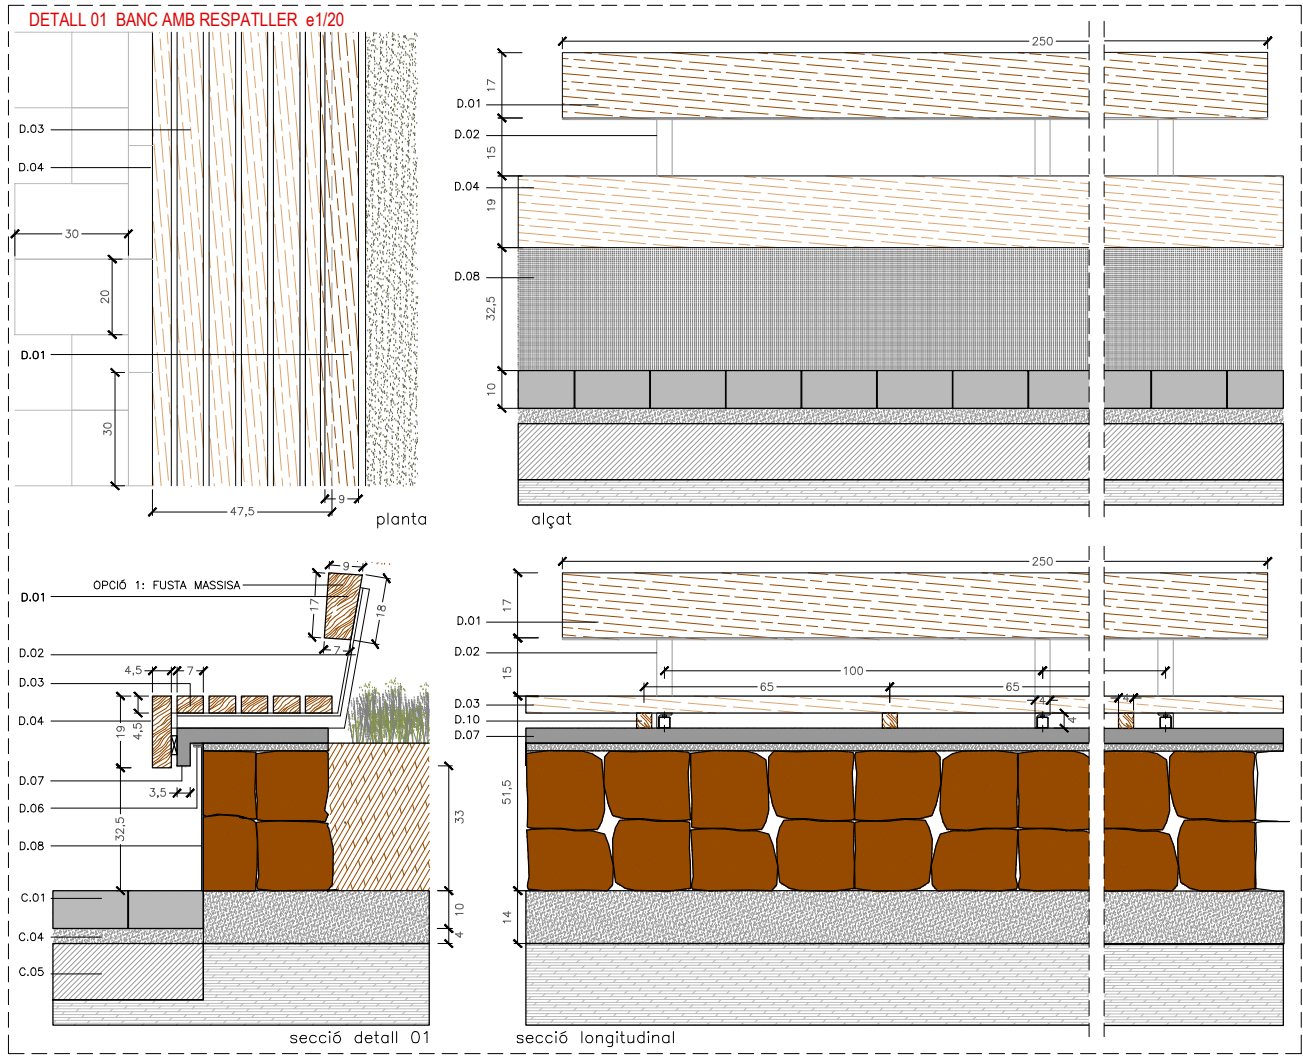 DETALL 01 BANC AMB RESPATLLER e1/20
D.03
D.04
30
20
D.01
30
9
47,5
planta
250
17
D.01
D.02
15
D.04
19
D.08
32,5
10
alçat
9
OPCIÓ 1: FUSTA MASSISA
D.01
17
18
7
D.02
4,5
7
D.03
D.04
19
4,5
D.07
3,5
D.06
32,5
33
D.08
C.01
10
C.04
4
C.05
secció detall 01
250
17
D.01
D.02
15
100
65
65
D.03
4
4
D.10
4
D.07
51,5
14
secció longitudinal